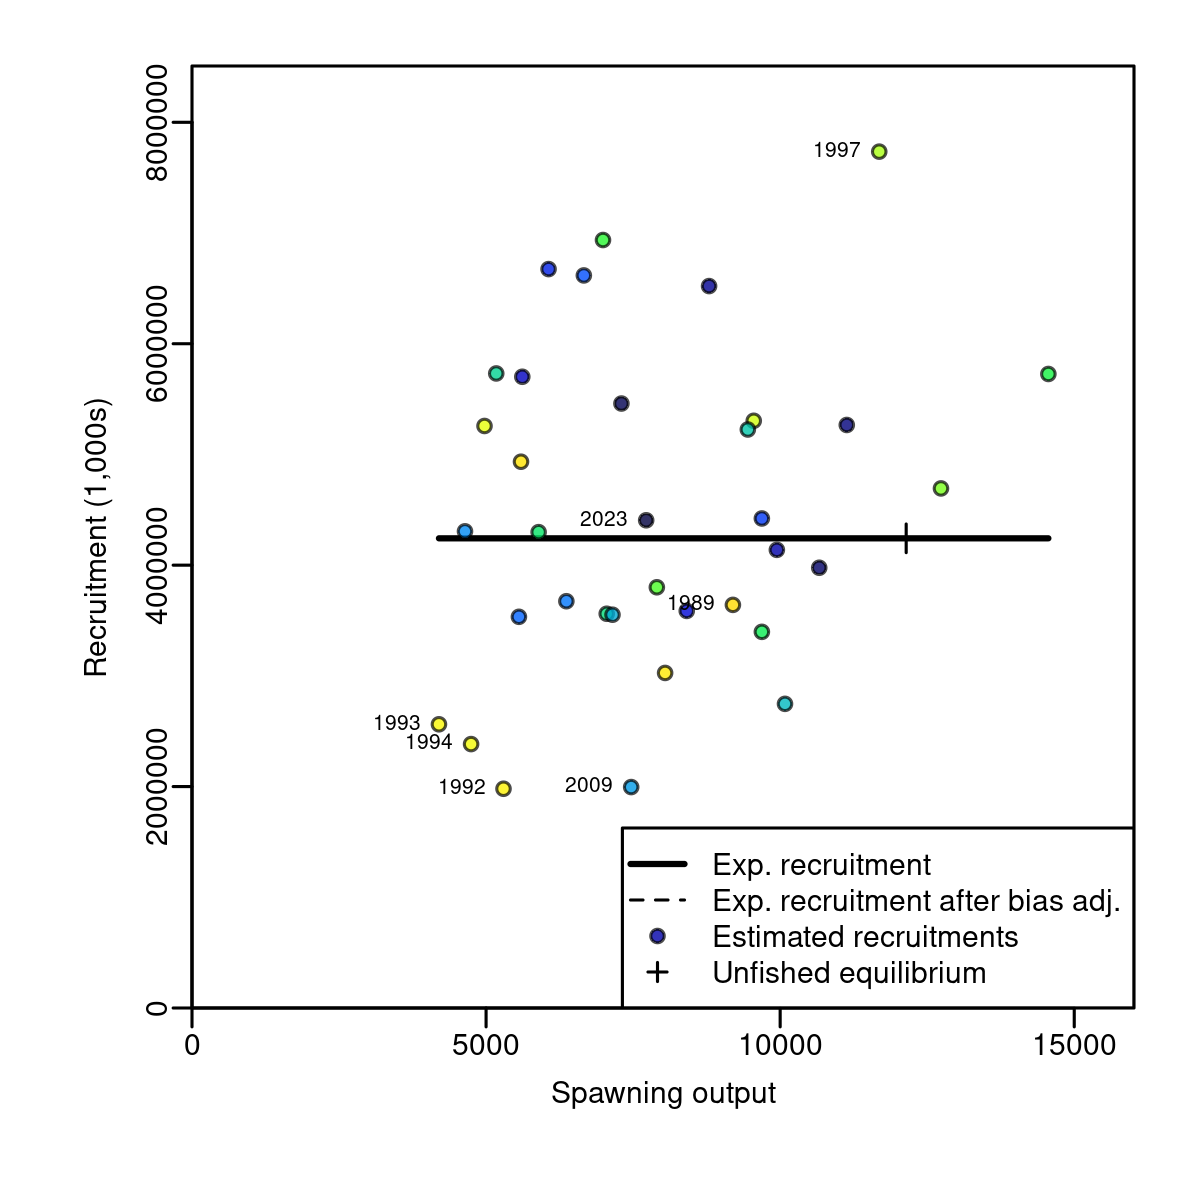 Recruitment (1,000s)
8000000
6000000
4000000
2000000
0
1997
2023
1989
1993
1994
1992
2009
Exp. recruitment
Exp. recruitment after bias adj.
Estimated recruitments
Unfished equilibrium
0 5000 10000 15000
Spawning output